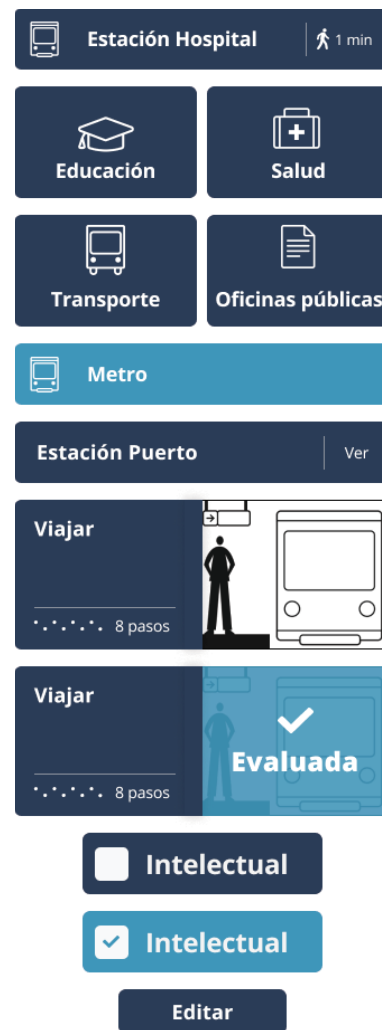 Estación Hospital
1 min
Educación
Salud
Transporte
Oficinas públicas
Metro
Estación Puerto
Ver
Viajar
8 pasos
Viajar
8 pasos
Evaluada
Intelectual
Intelectual
Editar